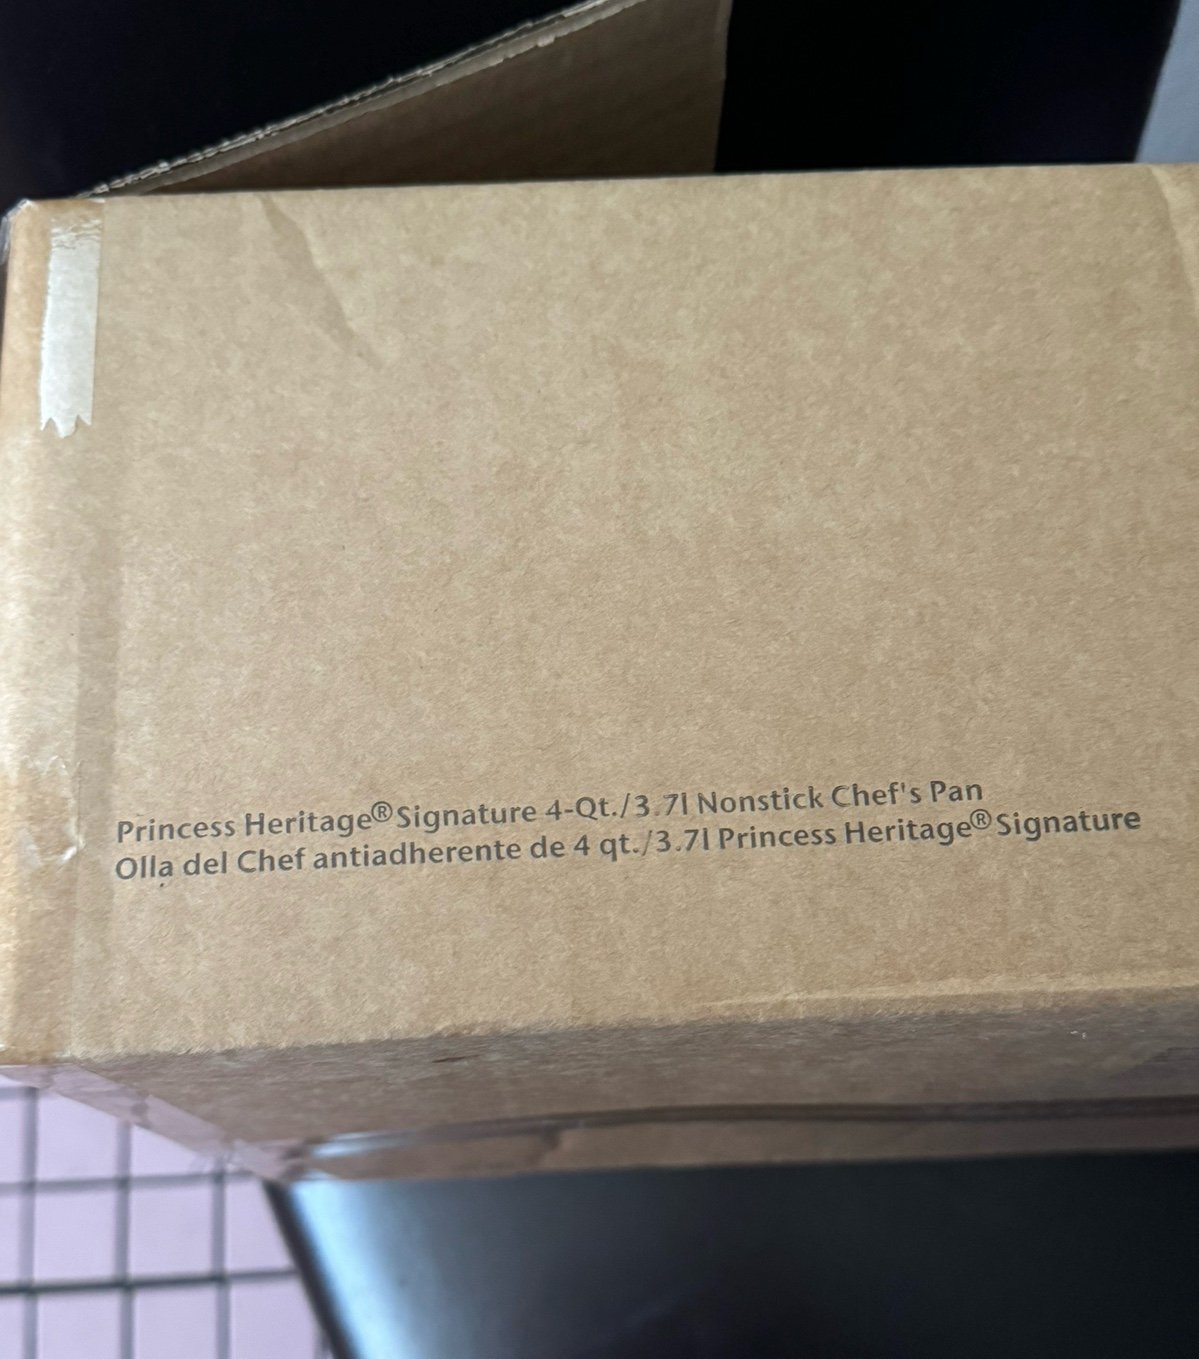 Princess Heritage® Signature 4-Qt./3.7l Nonstick Chef's Pan
Olla del Chef antiadherente de 4 qt./3.7l Princess Heritage® Signature